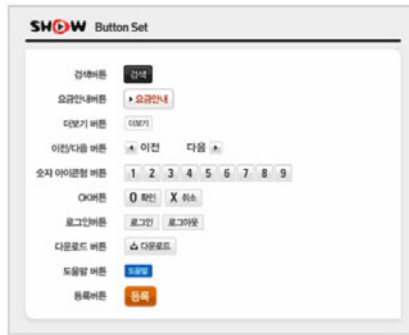 SHOW Button Set
검색버튼 검색
요금안내버튼 요금안내
더보기 버튼 더보기
이전/다음 버튼 이전 다음
숫자 아이콘형 버튼 1 2 3 4 5 6 7 8 9
OK버튼 O 확인 X 취소
로그인버튼 로그인 로그아웃
다운로드 버튼 다운로드
도움말 버튼 도움말
등록버튼 등록